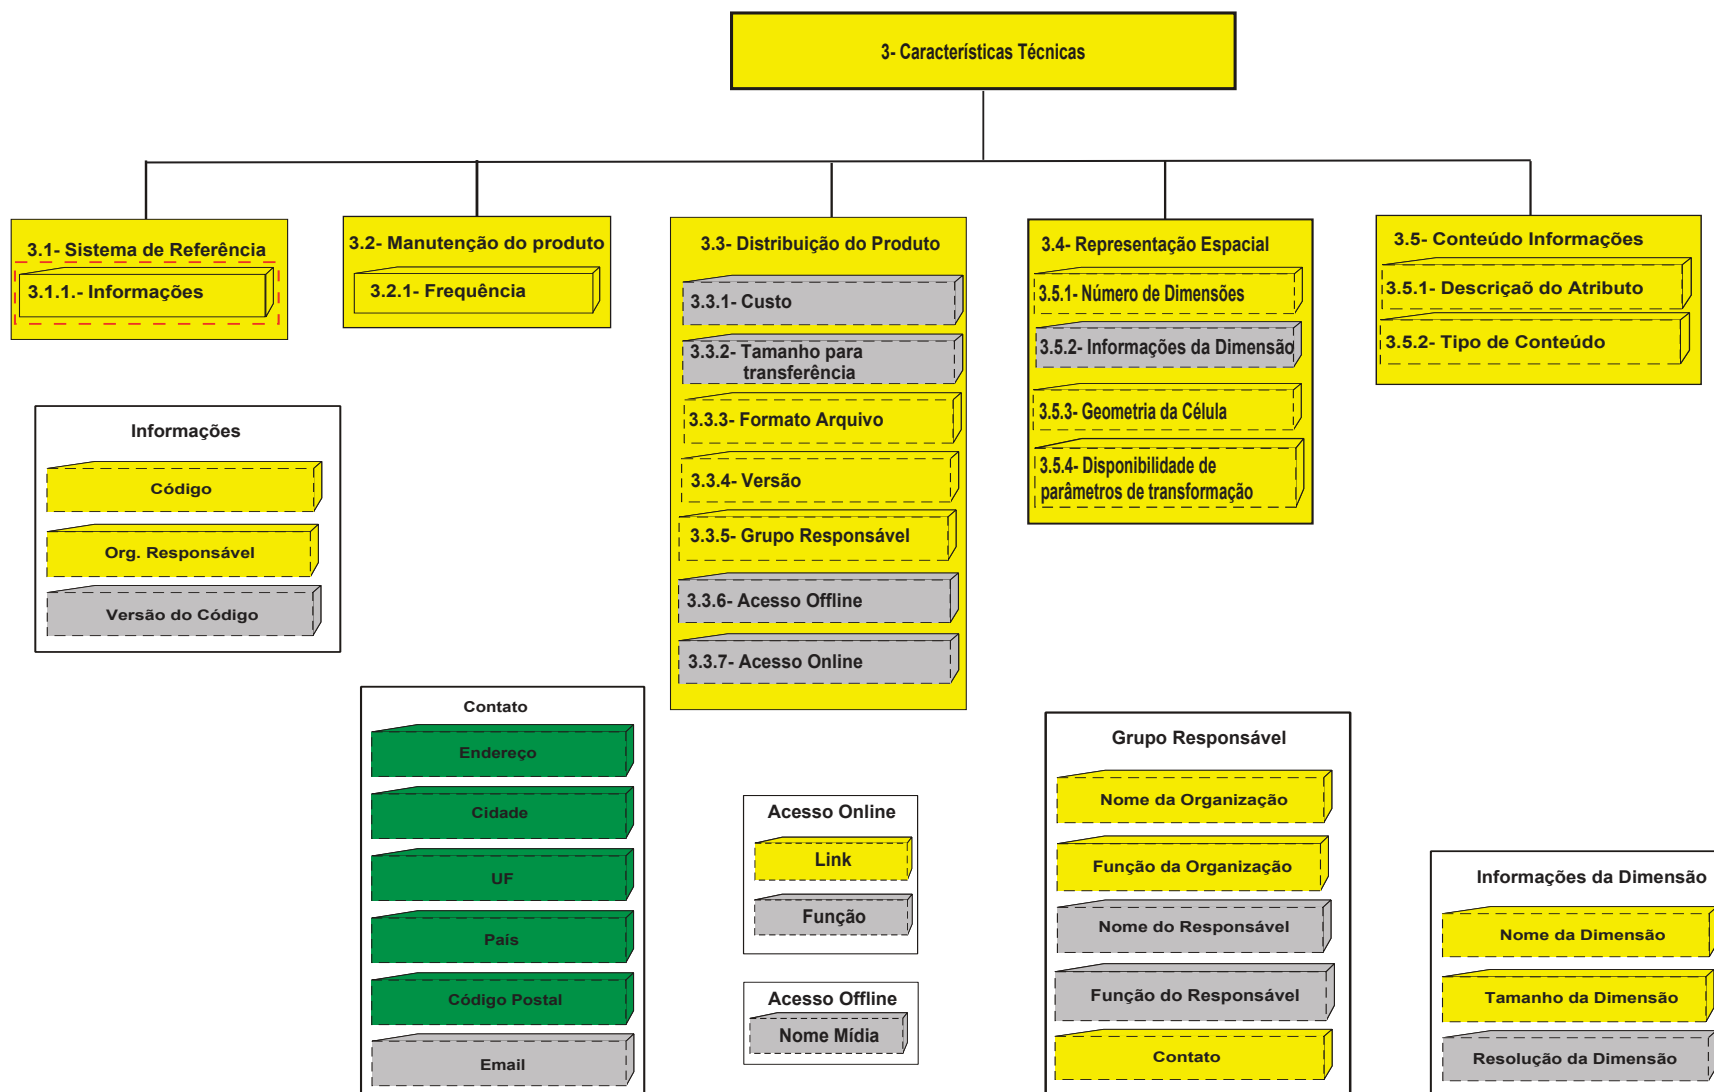 3- Características Técnicas
3.1- Sistema de Referência
3.1.1.- Informações
3.2- Manutenção do produto
3.2.1 - Frequência
3.3- Distribuição do Produto
3.3.1- Custo
3.3.2- Tamanho para
transferência
3.3.3- Formato Arquivo
3.3.4- Versão
3.3.5- Grupo Responsável
3.3.6- Acesso Offline
3.3.7- Acesso Online
3.4- Representação Espacial
3.5.1- Número de Dimensões
3.5.2- Informações da Dimensão
3.5.3- Geometria da Célula
3.5.4- Disponibilidade de
parâmetros de transformação
3.5- Conteúdo Informações
3.5.1- Descriçaõ do Atributo
3.5.2- Tipo de Conteúdo
Informações
Código
Org. Responsável
Versão do Código
Contato
Endereço
Cidade
UF
País
Código Postal
Email
Acesso Online
Link
Função
Acesso Offline
Nome Mídia
Grupo Responsável
Nome da Organização
Função da Organização
Nome do Responsável
Função do Responsável
Contato
Informações da Dimensão
Nome da Dimensão
Tamanho da Dimensão
Resolução da Dimensão